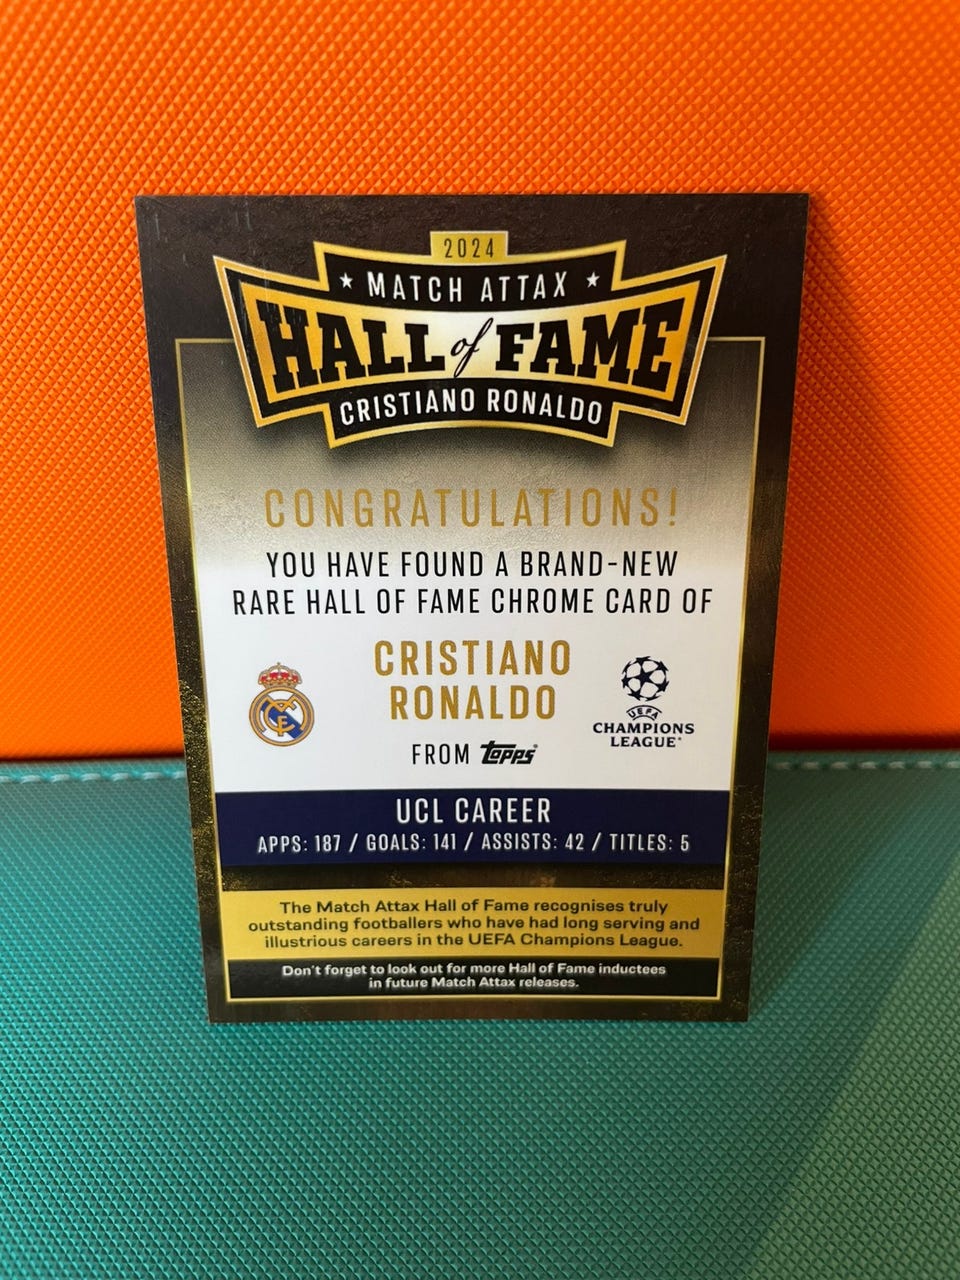 2024
★ MATCH ATTAX ★
HALL of FAME
CRISTIANO RONALDO
CONGRATULATIONS!
YOU HAVE FOUND A BRAND-NEW
RARE HALL OF FAME CHROME CARD OF
CRISTIANO
RONALDO
FROM Topps®
UEFA
CHAMPIONS
LEAGUE®
UCL CAREER
APPS: 187 / GOALS: 141 / ASSISTS: 42 / TITLES: 5
The Match Attax Hall of Fame recognises truly
outstanding footballers who have had long serving and
illustrious careers in the UEFA Champions League.
Don't forget to look out for more Hall of Fame inductees
in future Match Attax releases.